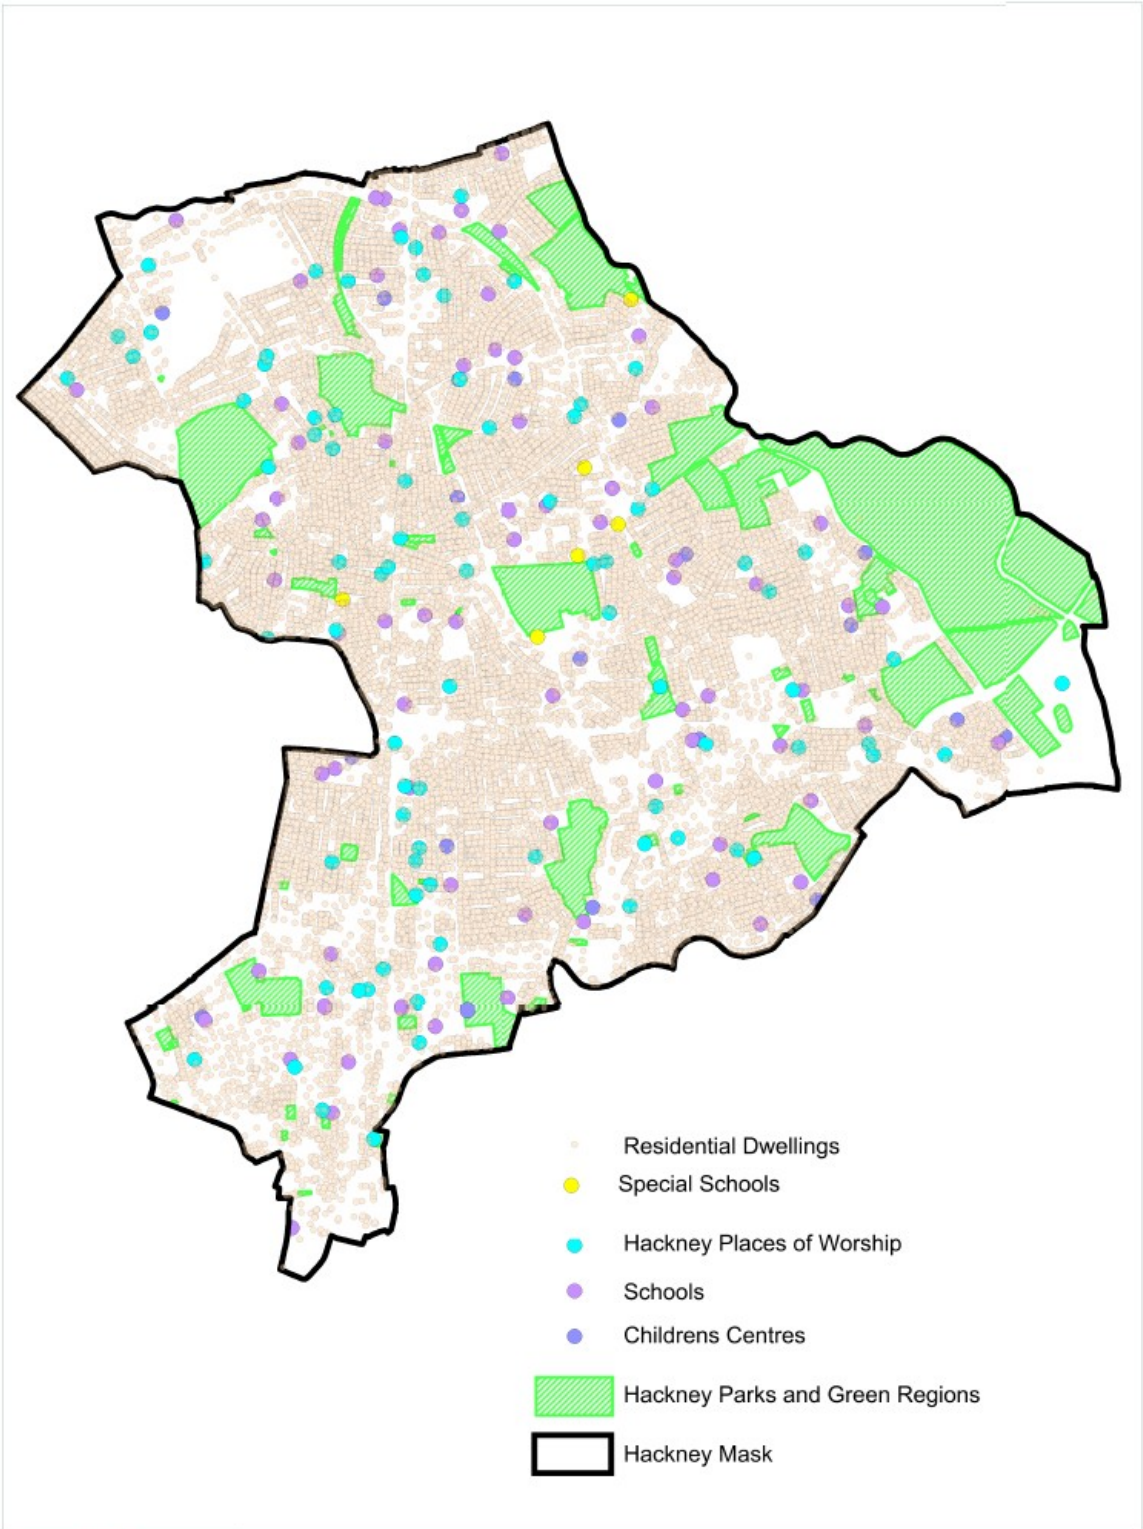 Residential Dwellings
Special Schools
Hackney Places of Worship
Schools
Childrens Centres
Hackney Parks and Green Regions
Hackney Mask